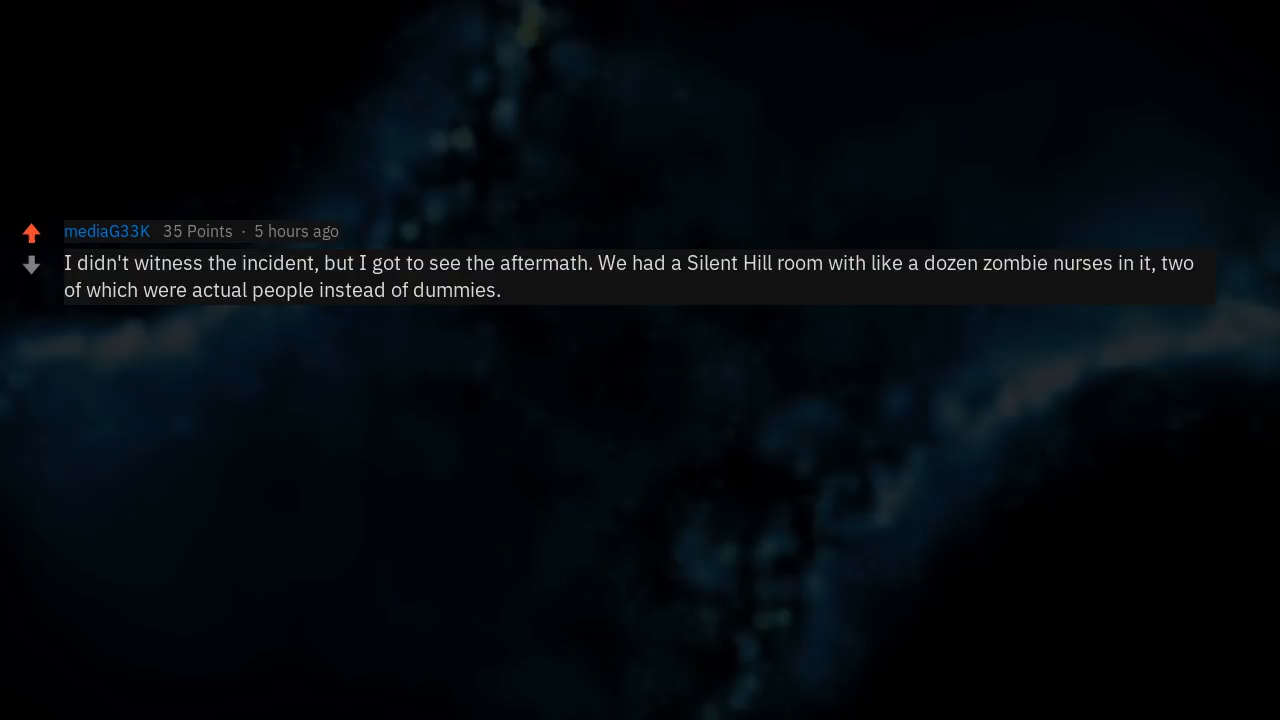 mediaG33K 35 Points · 5 hours ago
I didn't witness the incident, but I got to see the aftermath. We had a Silent Hill room with like a dozen zombie nurses in it, two
of which were actual people instead of dummies.